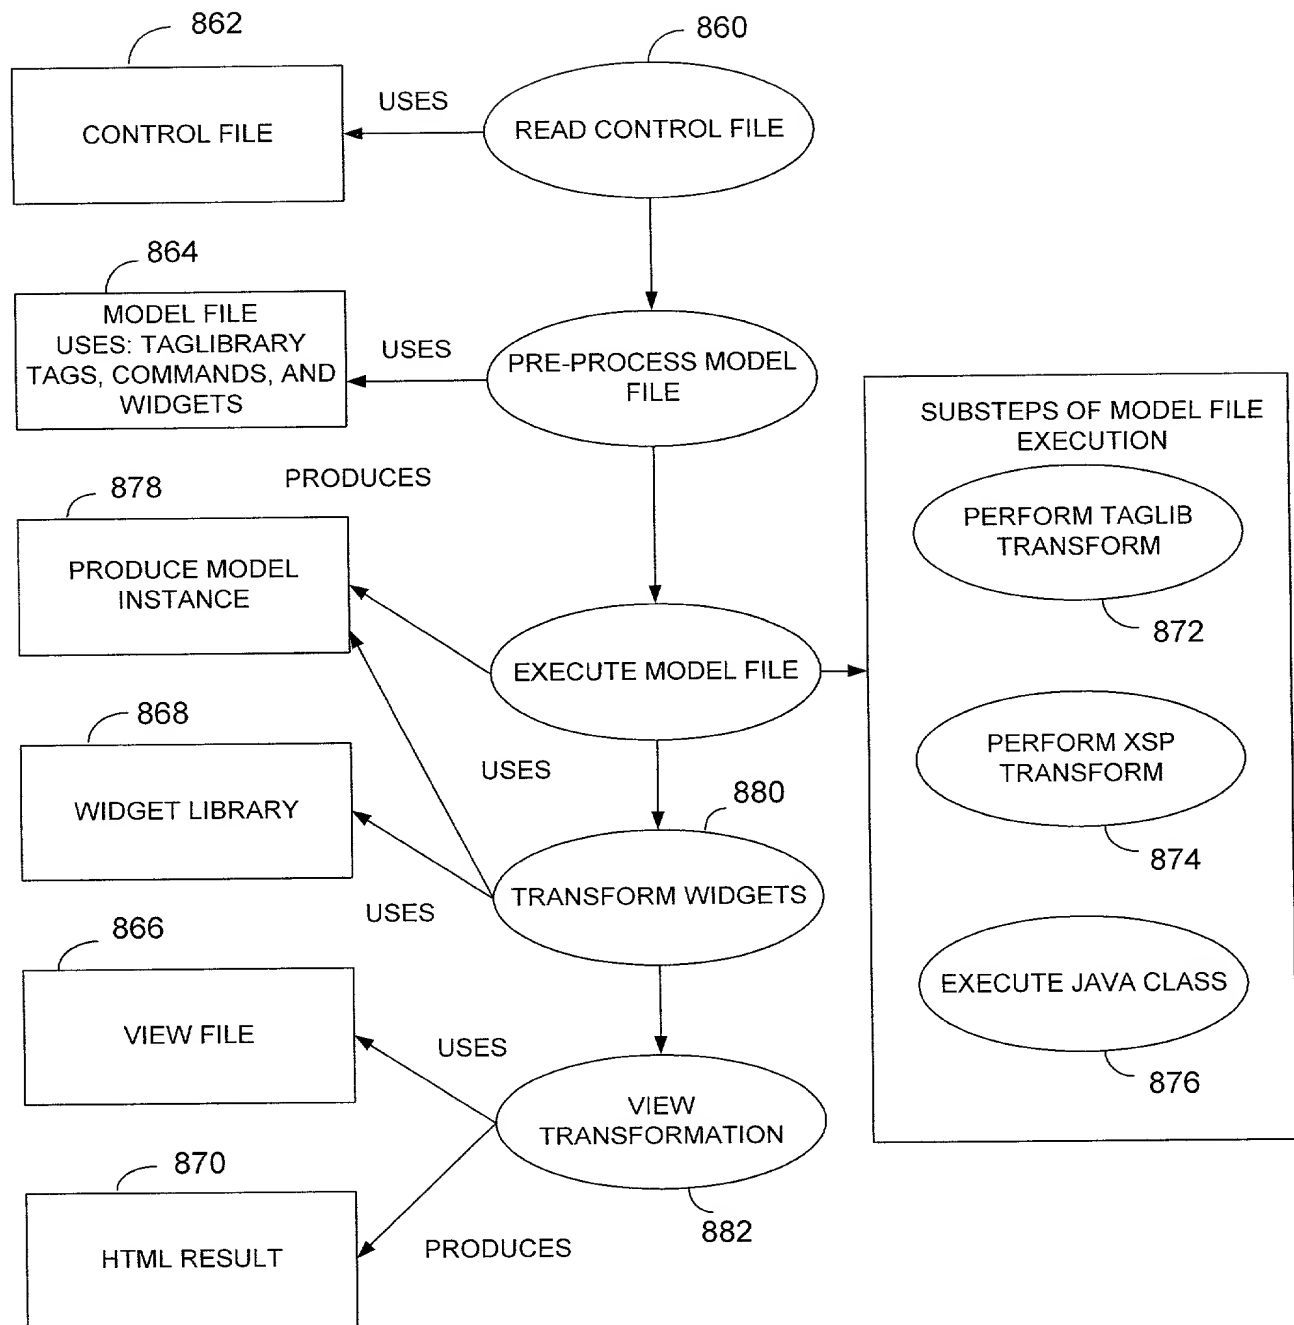 862
860
CONTROL FILE
USES
READ CONTROL FILE
864
MODEL FILE
USES: TAGLIBRARY
TAGS, COMMANDS, AND
WIDGETS
USES
PRE-PROCESS MODEL
FILE
SUBSTEPS OF MODEL FILE
EXECUTION
PRODUCES
878
PRODUCE MODEL
INSTANCE
PERFORM TAGLIB
TRANSFORM
872
EXECUTE MODEL FILE
868
USES
WIDGET LIBRARY
PERFORM XSP
TRANSFORM
874
880
TRANSFORM WIDGETS
USES
866
VIEW FILE
USES
EXECUTE JAVA CLASS
876
VIEW
TRANSFORMATION
882
870
HTML RESULT
PRODUCES